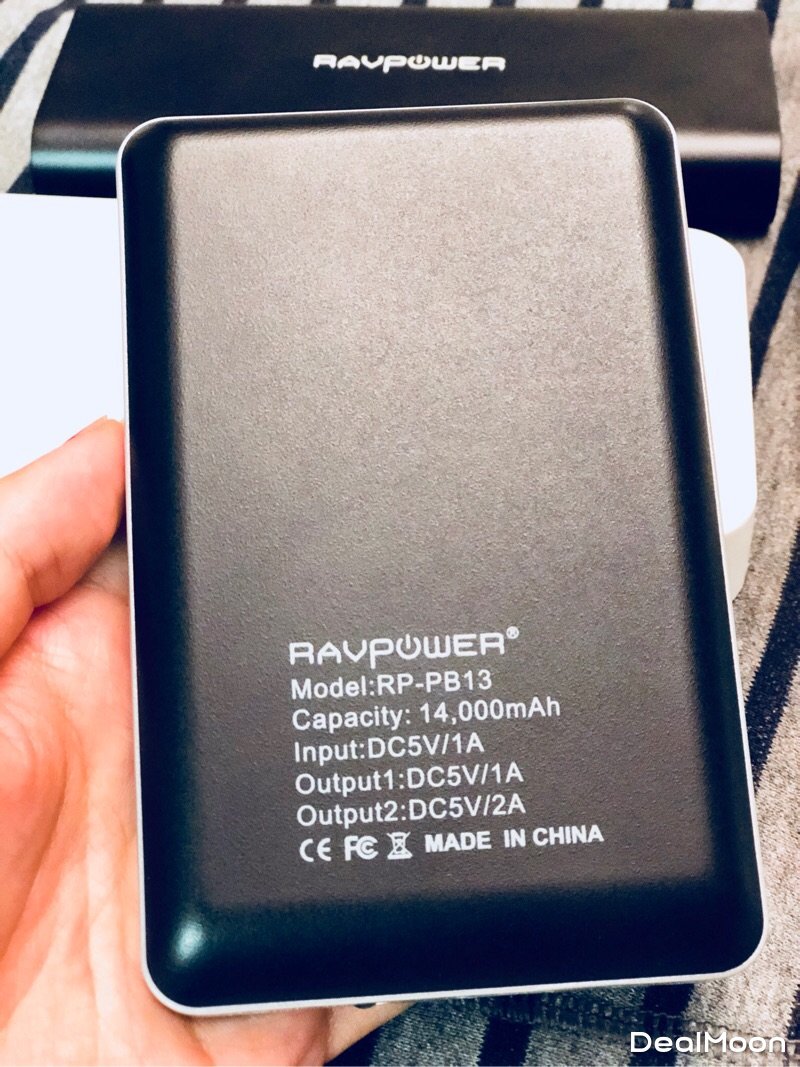 RAVPOWER
RAVPOWER®
Model:RP-PB13
Capacity: 14,000mAh
Input:DC5V/1A
Output1:DC5V/1A
Output2:DC5V/2A
CE FC MADE IN CHINA
DealMoon